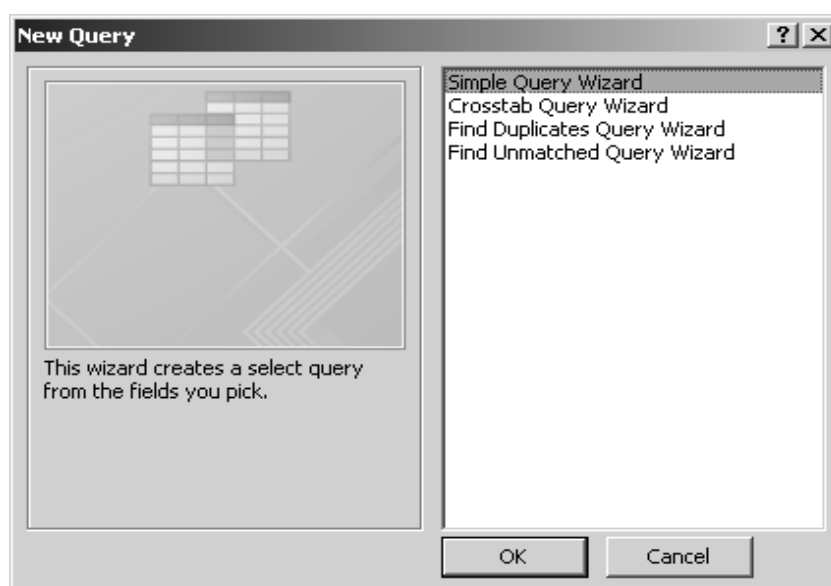 New Query
?
Simple Query Wizard
Crosstab Query Wizard
Find Duplicates Query Wizard
Find Unmatched Query Wizard
This wizard creates a select query
from the fields you pick.
OK
Cancel